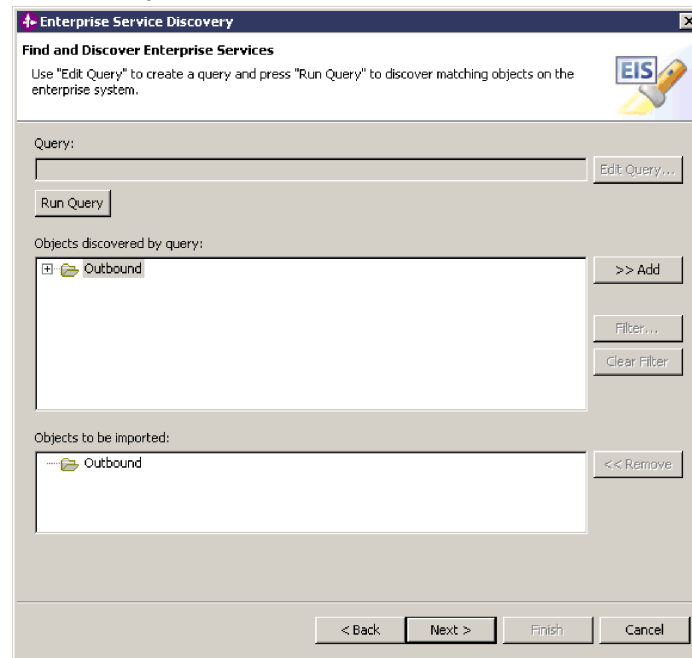 Enterprise Service Discovery
Find and Discover Enterprise Services
Use "Edit Query" to create a query and press "Run Query" to discover matching objects on the
enterprise system.
EIS
Query:
Edit Query...
Run Query
Objects discovered by query:
Outbound
>> Add
Filter...
Clear Filter
Objects to be imported:
Outbound
<< Remove
< Back
Next >
Finish
Cancel